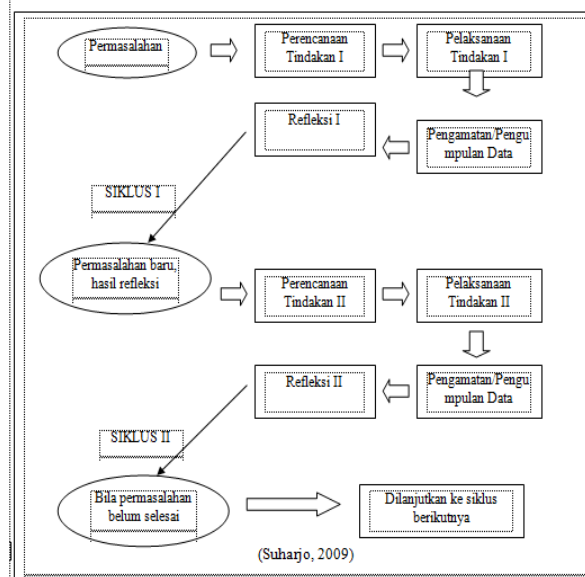 Permasalahan
Perencanaan
Tindakan I
Pelaksanaan
Tindakan I
Refleksi I
Pengamatan/Pengu
mpulan Data
SIKLUS I
Permasalahan baru,
hasil refleksi
Perencanaan
Tindakan II
Pelaksanaan
Tindakan II
Refleksi II
Pengamatan/Pengu
mpulan Data
SIKLUS II
Bila permasalahan
belum selesai
Dilanjutkan ke siklus
berikutnya
(Suharjo, 2009)